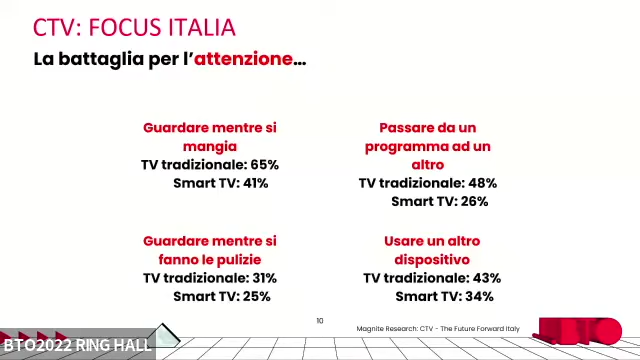 CTV: FOCUS ITALIA
La battaglia per l'attenzione...
Guardare mentre si
mangia
TV tradizionale: 65%
Smart TV: 41%
Passare da un
programma ad un
altro
TV tradizionale: 48%
Smart TV: 26%
Guardare mentre si
fanno le pulizie
TV tradizionale: 31%
Smart TV: 25%
Usare un altro
dispositivo
TV tradizionale: 43%
Smart TV: 34%
10
Magnite Research: CTV - The Future Forward Italy
BTO2022 RING HALL
BTO